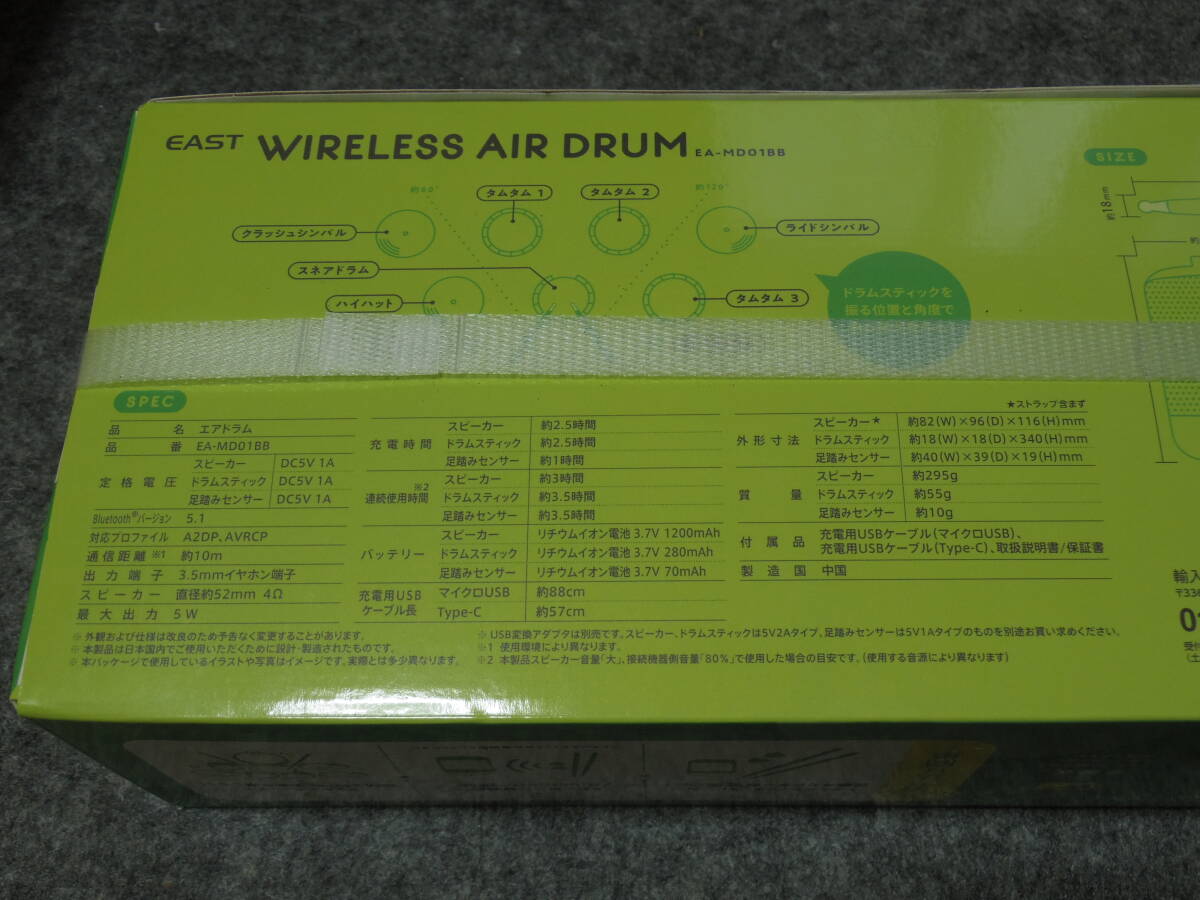 EAST WIRELESS AIR DRUM EA-MD01BB
SIZE
約60°
タムタム 1
タムタム 2
約120°
約18mm
クラッシュシンバル
ライドシンバル
スネアドラム
ハイハット
タムタム 3
ドラムスティックを
振る位置と角度で
SPEC
品 名 エアドラム
品 番 EA-MD01BB
定格電圧 スピーカー DC5V 1A
ドラムスティック DC5V 1A
足踏みセンサー DC5V 1A
Bluetooth®バージョン 5.1
対応プロファイル A2DP、AVRCP
通信距離 ※1 約10m
出力端子 3.5mmイヤホン端子
スピーカー 直径約52mm 4Ω
最大出力 5W
充電時間 スピーカー 約2.5時間
ドラムスティック 約2.5時間
足踏みセンサー 約1時間
※2
連続使用時間 スピーカー 約3時間
ドラムスティック 約3.5時間
足踏みセンサー 約3.5時間
バッテリー スピーカー リチウムイオン電池 3.7V 1200mAh
ドラムスティック リチウムイオン電池 3.7V 280mAh
足踏みセンサー リチウムイオン電池 3.7V 70mAh
充電用USB
ケーブル長 マイクロUSB 約88cm
Type-C 約57cm
★ストラップ含まず
外形寸法 スピーカー★ 約82(W)×96(D)×116(H)mm
ドラムスティック 約18(W)×18(D)×340(H)mm
足踏みセンサー 約40(W)×39(D)×19(H)mm
質 量 スピーカー 約295g
ドラムスティック 約55g
足踏みセンサー 約10g
付属品 充電用USBケーブル(マイクロUSB)、
充電用USBケーブル(Type-C)、取扱説明書/保証書
製造国 中国
※ 外観および仕様は改良のため予告なく変更することがあります。
※ 本製品は日本国内でご使用いただくために設計・製造されたものです。
※ 本パッケージで使用しているイラストや写真はイメージです。実際とは多少異なります。
※ USB変換アダプタは別売です。スピーカー、ドラムスティックは5V2Aタイプ、足踏みセンサーは5V1Aタイプのものを別途お買い求めください。
※1 使用環境により異なります。
※2 本製品スピーカー音量「大」、接続機器側音量「80%」で使用した場合の目安です。(使用する音源により異なります)
輸入
〒336